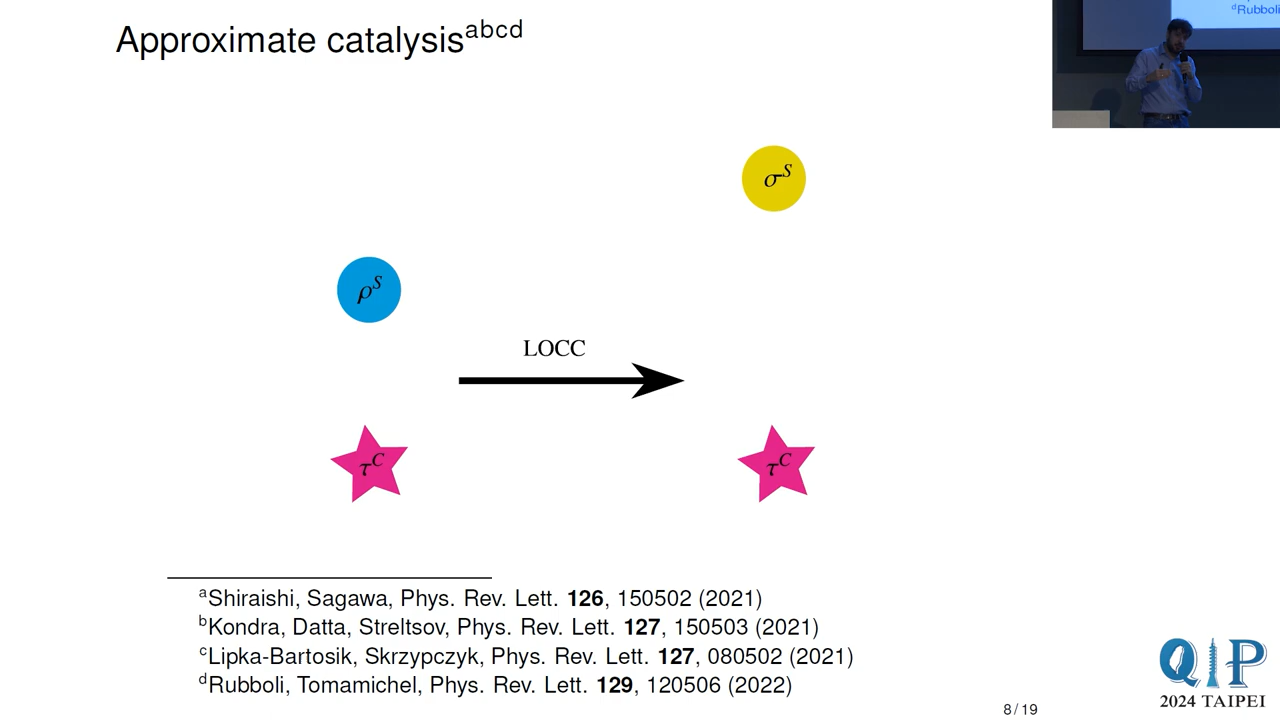 Approximate catalysisᵃᵇᶜᵈ
ᵈRubboli
σ^S
ρ^S
LOCC
τ^C
τ^C
ᵃShiraishi, Sagawa, Phys. Rev. Lett. 126, 150502 (2021)
ᵇKondra, Datta, Streltsov, Phys. Rev. Lett. 127, 150503 (2021)
ᶜLipka-Bartosik, Skrzypczyk, Phys. Rev. Lett. 127, 080502 (2021)
ᵈRubboli, Tomamichel, Phys. Rev. Lett. 129, 120506 (2022)
8/19
QIP
2024 TAIPEI